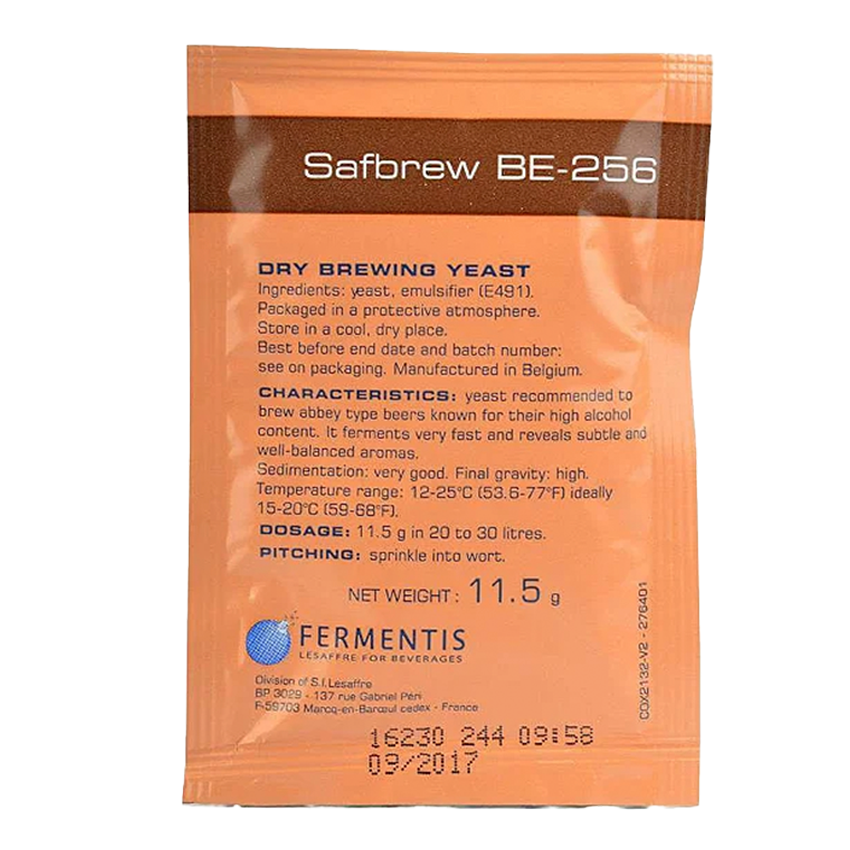 Safbrew BE-256
DRY BREWING YEAST
Ingredients: yeast, emulsifier (E491).
Packaged in a protective atmosphere.
Store in a cool, dry place.
Best before end date and batch number:
see on packaging. Manufactured in Belgium.
CHARACTERISTICS: yeast recommended to
brew abbey type beers known for their high alcohol
content. It ferments very fast and reveals subtle and
well-balanced aromas.
Sedimentation: very good. Final gravity: high.
Temperature range: 12-25°C (53.6-77°F) ideally
15-20°C (59-68°F).
DOSAGE: 11.5 g in 20 to 30 litres.
PITCHING: sprinkle into wort.
NET WEIGHT: 11.5 g
FERMENTIS
LESAFFRE FOR BEVERAGES
Division of S.I.Lesaffre
BP 3029 - 137 rue Gabriel Péri
F-59703 Marcq-en-Barœul cedex - France
COX2132-V2 - 276401
16230 244 09:58
09/2017